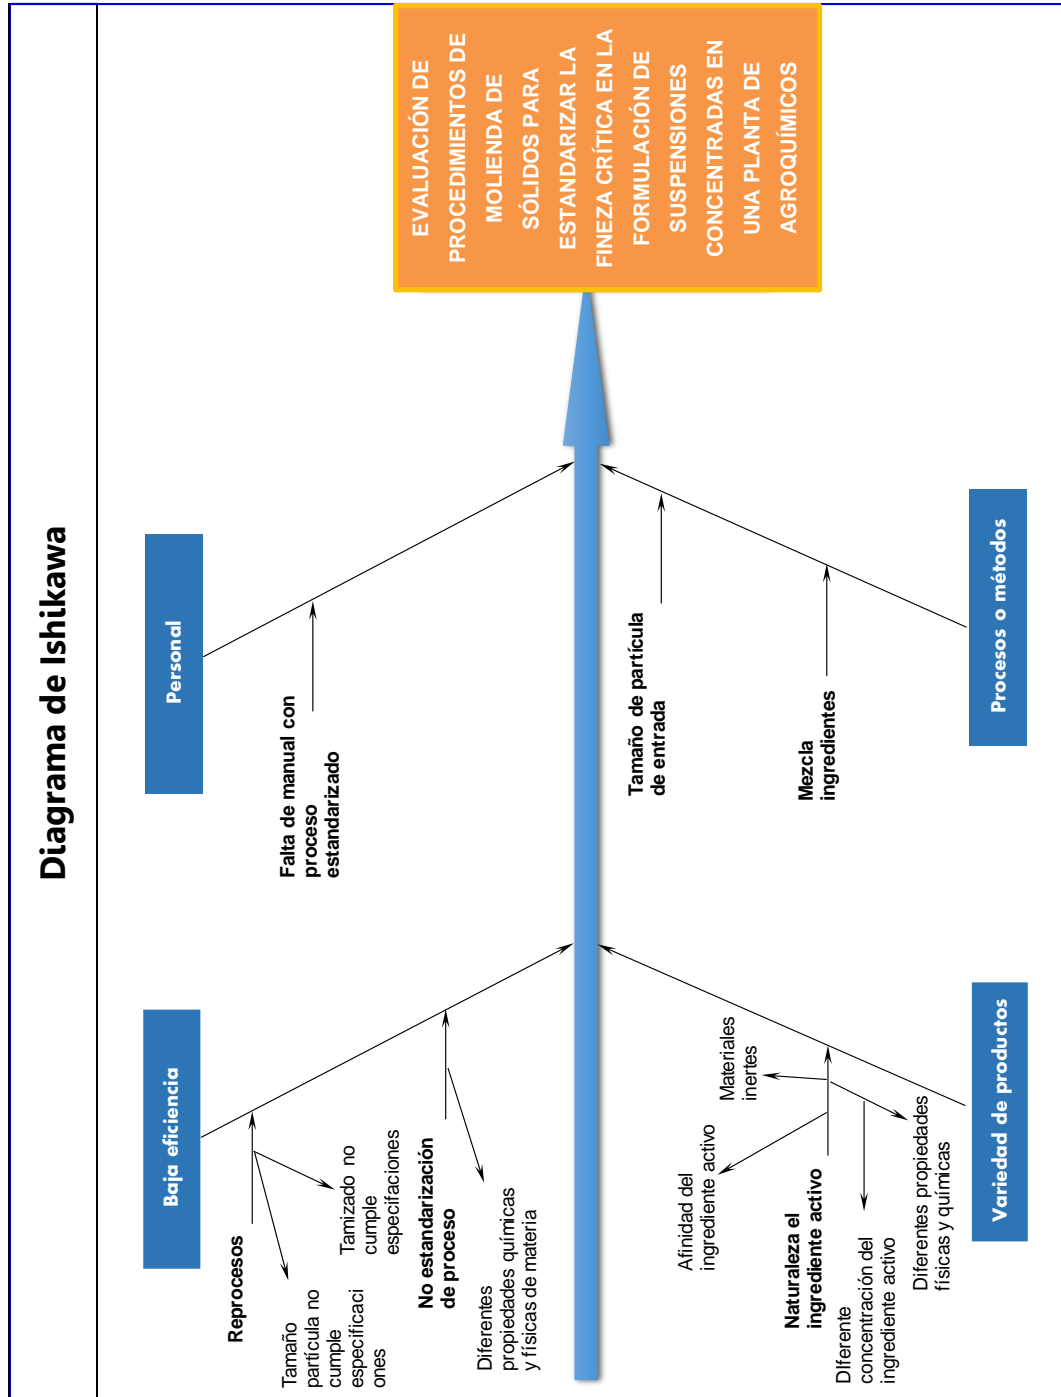 Diagrama de Ishikawa
Baja eficiencia
Personal
Reprocesos
Tamaño
partícula no
cumple
especificaci
ones
Tamizado no
cumple
especifaciones
No estandarización
de proceso
Diferentes
propiedades químicas
y físicas de materia
Falta de manual con
proceso
estandarizado
EVALUACIÓN DE
PROCEDIMIENTOS DE
MOLIENDA DE
SÓLIDOS PARA
ESTANDARIZAR LA
FINEZA CRÍTICA EN LA
FORMULACIÓN DE
SUSPENSIONES
CONCENTRADAS EN
UNA PLANTA DE
AGROQUÍMICOS
Afinidad del
ingrediente activo
Materiales
inertes
Naturaleza el
ingrediente activo
DIferente
concentración del
ingrediente activo
Diferentes propiedades
físicas y químicas
Tamaño de partícula
de entrada
Mezcla
ingredientes
Variedad de productos
Procesos o métodos